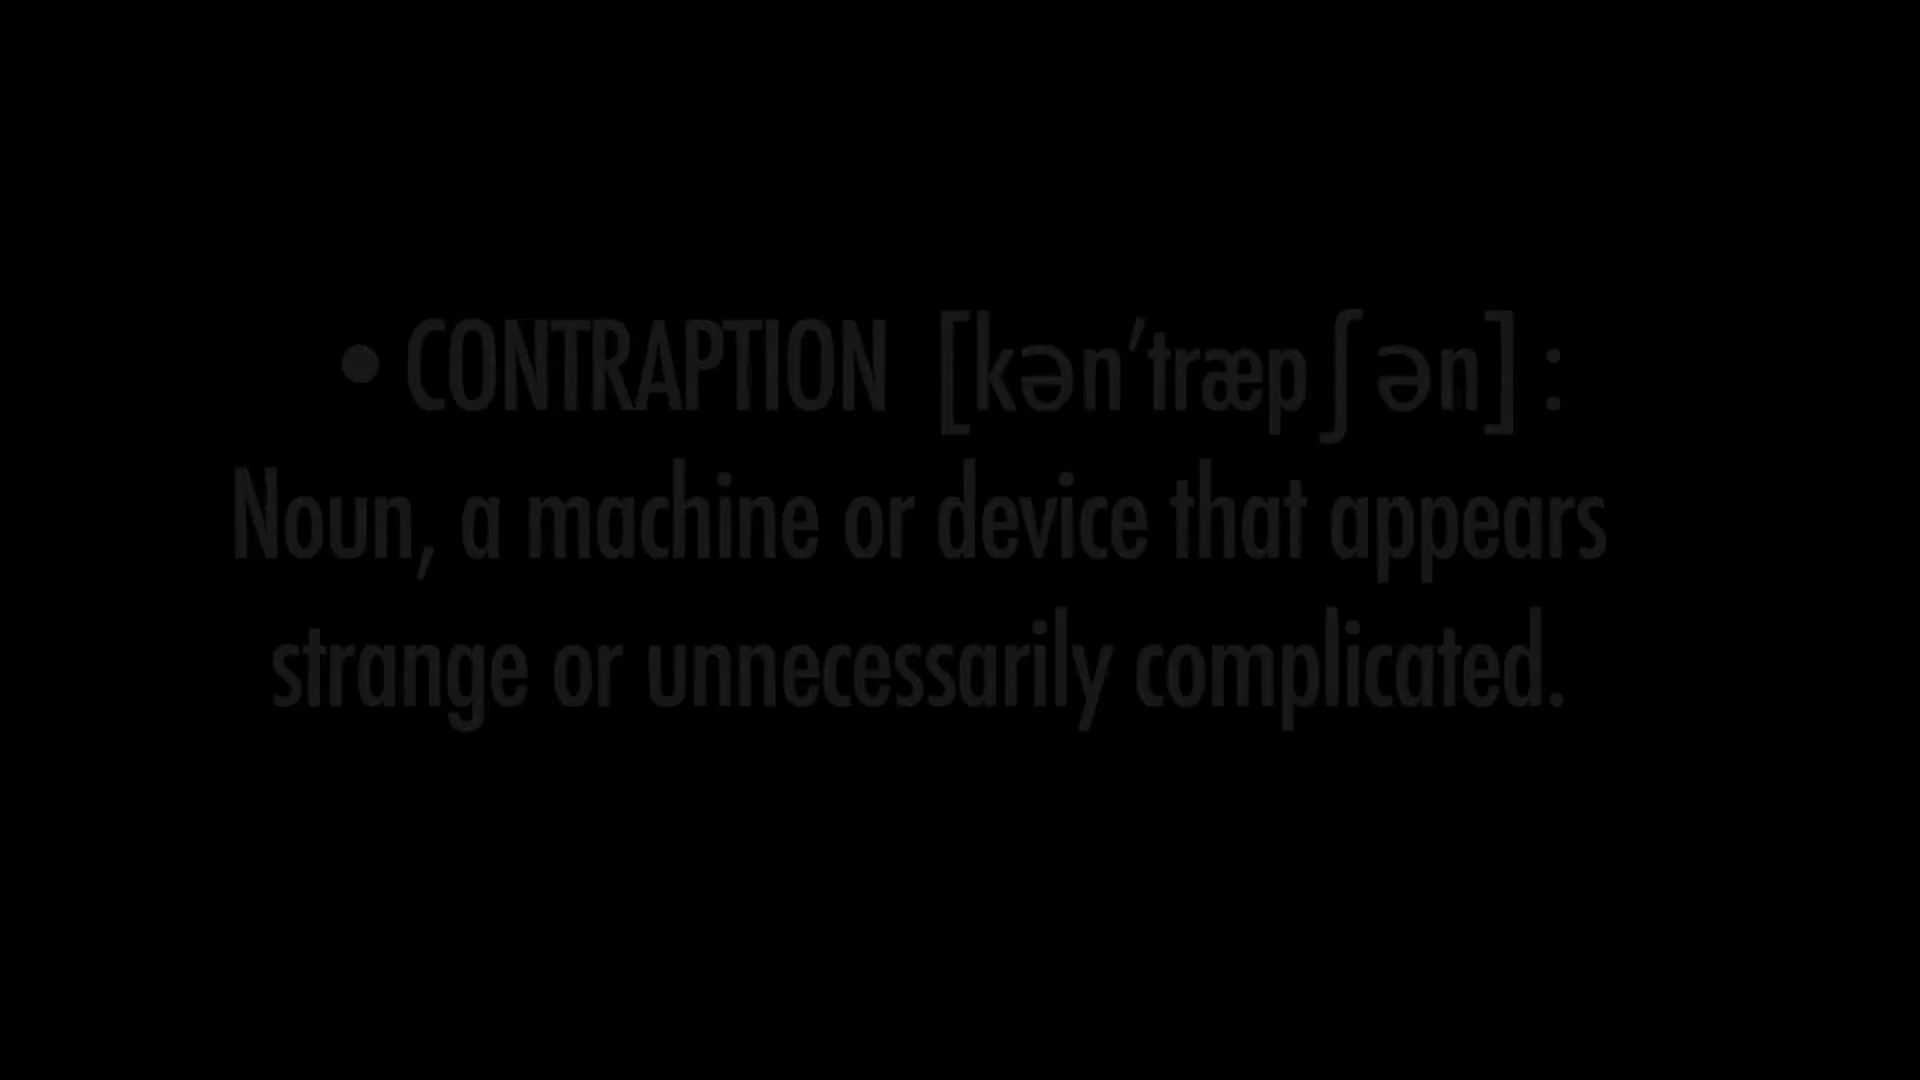 • CONTRAPTION [kən'træpʃən] :
Noun, a machine or device that appears
strange or unnecessarily complicated.